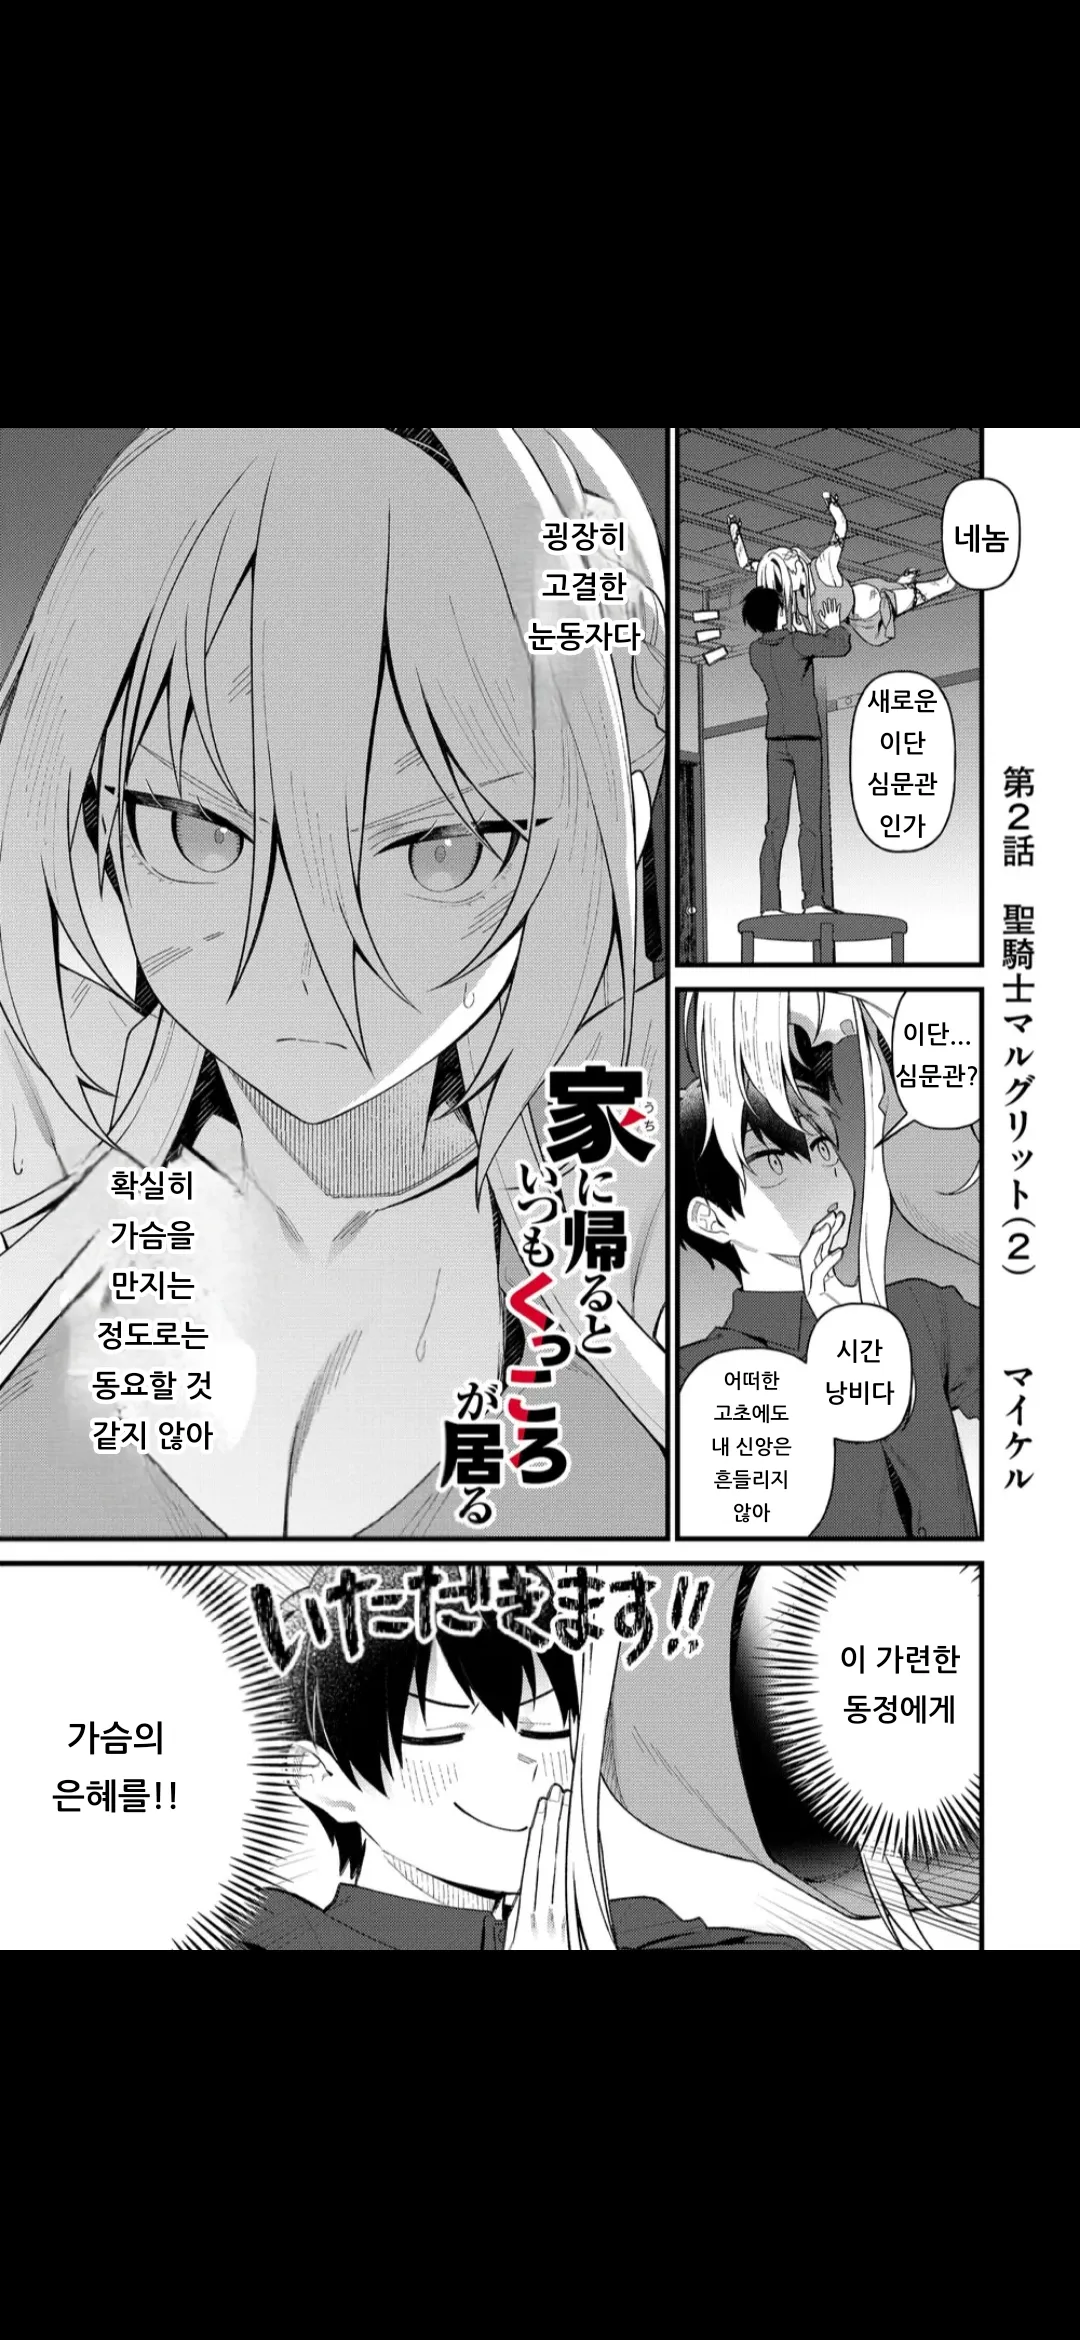 第2話 聖騎士マルグリット(2) マイケル
네놈
새로운
이단
심문관
인가
이단...
심문관?
시간
낭비다
어떠한
고초에도
내 신앙은
흔들리지
않아
굉장히
고결한
눈동자다
확실히
가슴을
만지는
정도로는
동요할 것
같지 않아
家に帰ると
うち
いつもくっころ
が居る
いただきます!!
이 가련한
동정에게
가슴의
은혜를!!